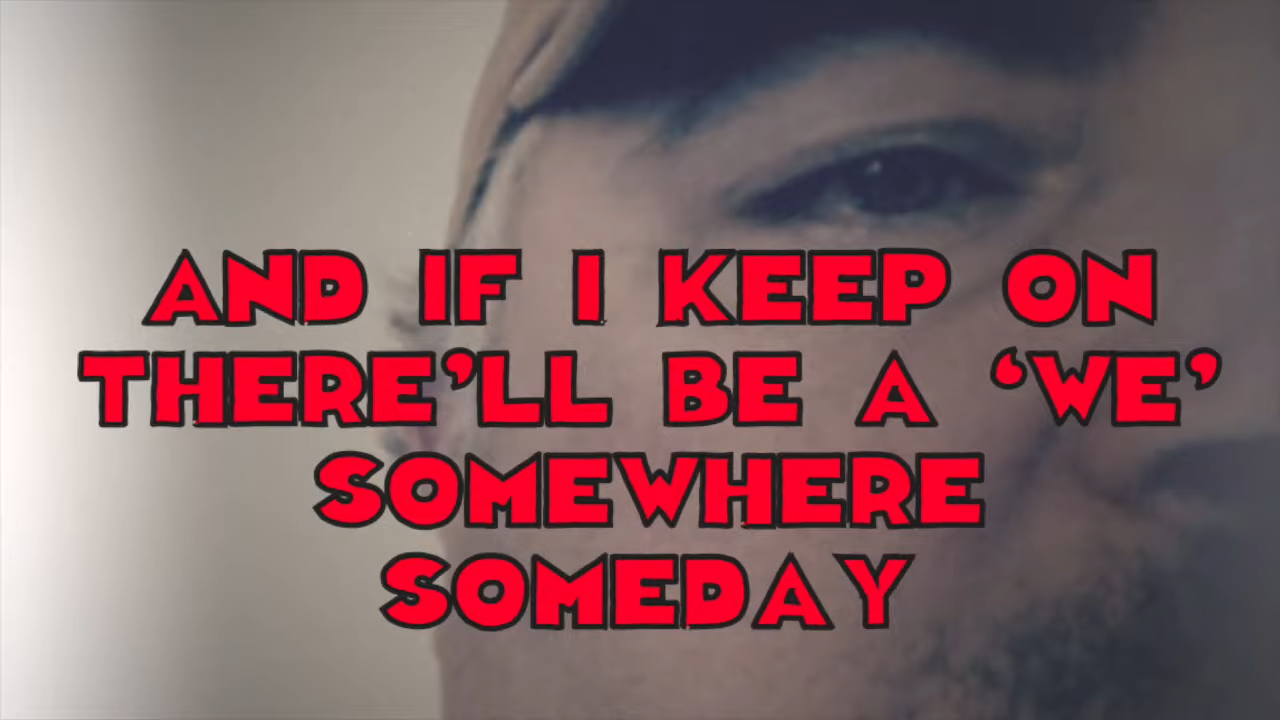 AND IF I KEEP ON
THERE’LL BE A ‘WE’
SOMEWHERE
SOMEDAY